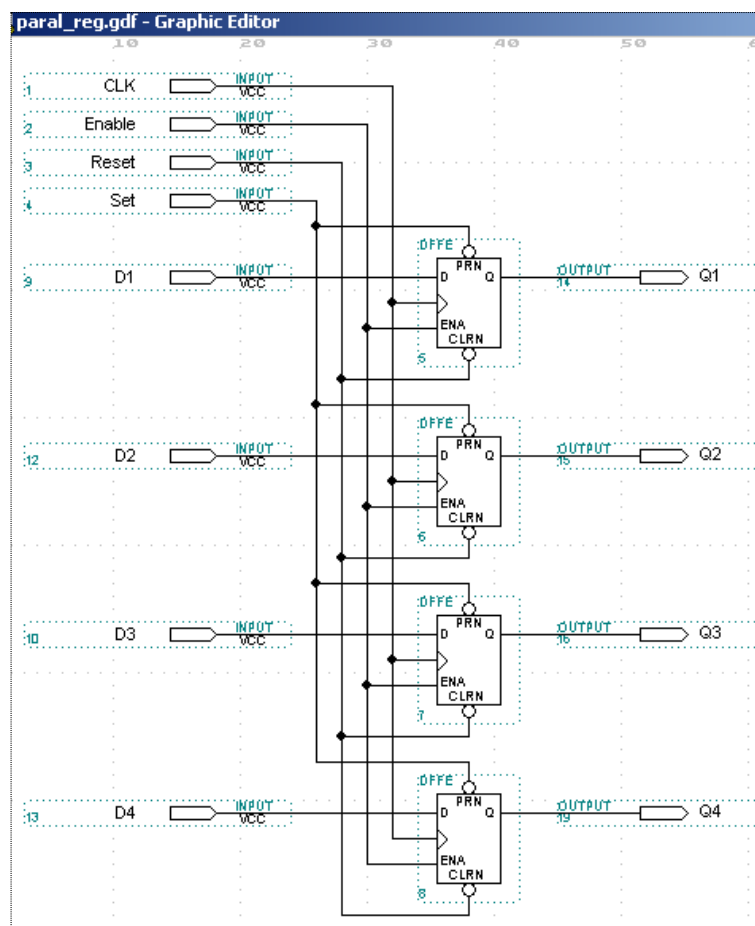 paral_reg.gdf - Graphic Editor
10 20 30 40 50 6
1 CLK INPUT VCC
2 Enable INPUT VCC
3 Reset INPUT VCC
4 Set INPUT VCC
DFFE
PRN
9 D1 INPUT VCC D Q OUTPUT 14 Q1
ENA
CLRN
5
DFFE
PRN
12 D2 INPUT VCC D Q OUTPUT 15 Q2
ENA
CLRN
6
DFFE
PRN
10 D3 INPUT VCC D Q OUTPUT 16 Q3
ENA
CLRN
7
DFFE
PRN
13 D4 INPUT VCC D Q OUTPUT 19 Q4
ENA
CLRN
8